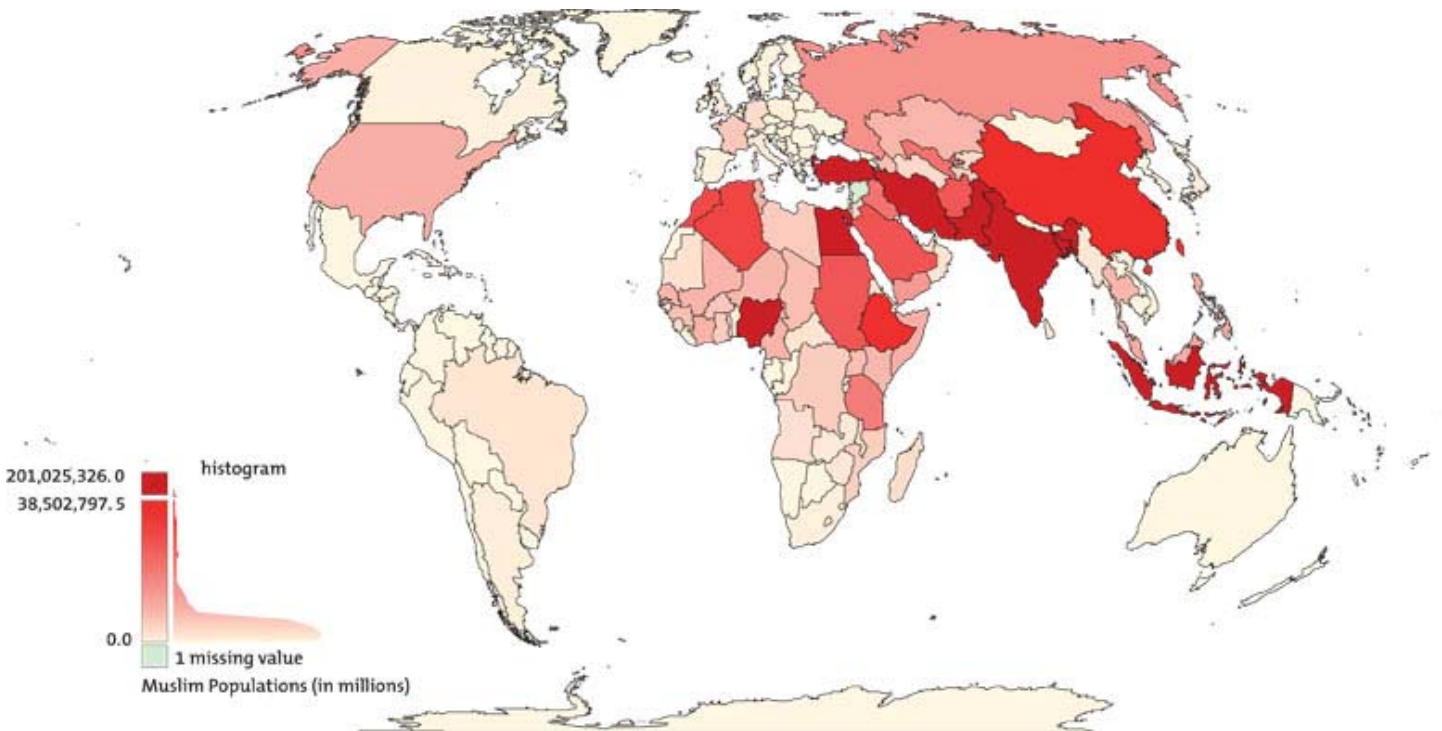 histogram
201,025,326.0
38,502,797.5
0.0
1 missing value
Muslim Populations (in millions)